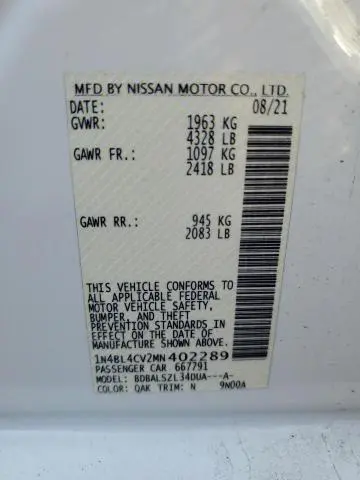 MFD BY NISSAN MOTOR CO., LTD.
DATE: 08/21
GVWR: 1963 KG
4328 LB
GAWR FR.: 1097 KG
2418 LB
GAWR RR.: 945 KG
2083 LB
THIS VEHICLE CONFORMS TO ALL
APPLICABLE FEDERAL
MOTOR VEHICLE SAFETY,
BUMPER, AND THEFT
PREVENTION STANDARDS IN
EFFECT ON THE DATE OF
MANUFACTURE SHOWN ABOVE.
1N4BL4CV2MN402289
PASSENGER CAR 667791
MODEL: BDBALSZL34DUA---A-
COLOR: QAK TRIM: N 9N00A